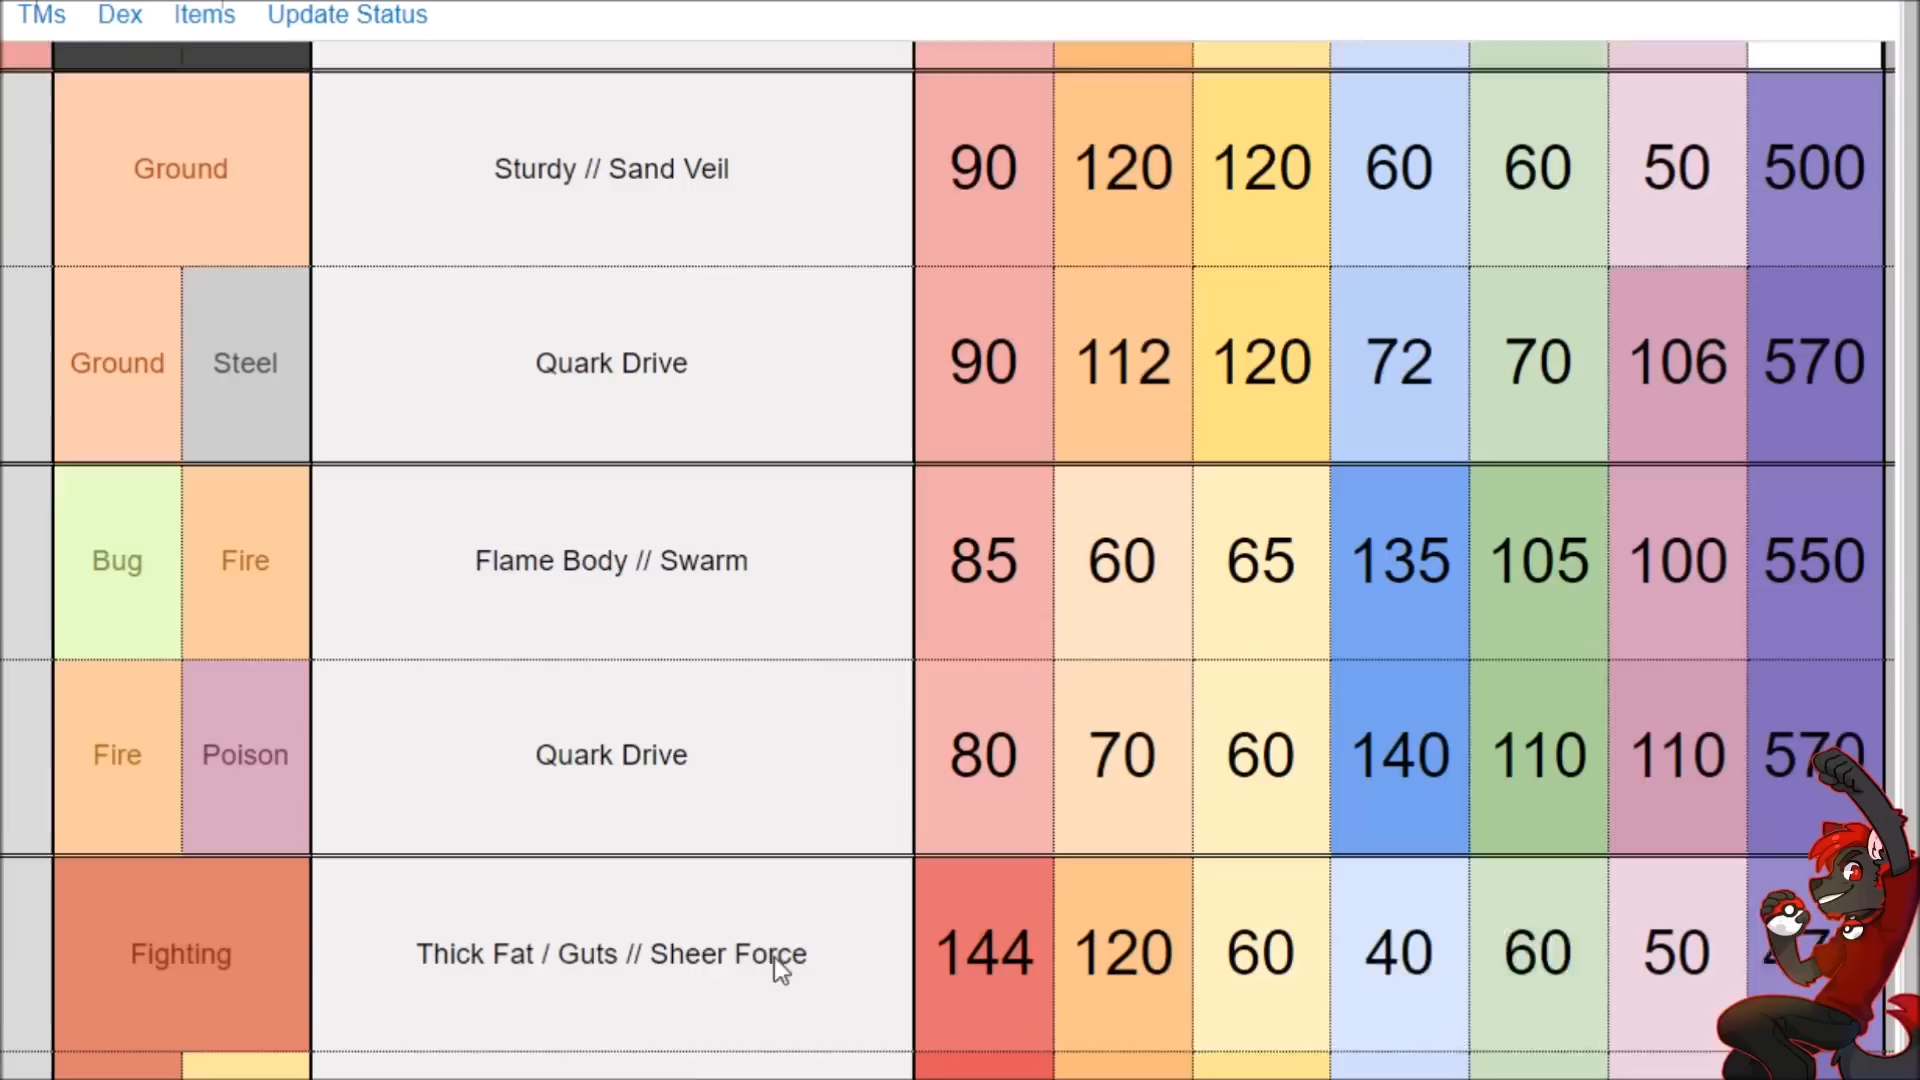 TMs Dex Items Update Status
Ground Sturdy // Sand Veil 90 120 120 60 60 50 500
Ground Steel Quark Drive 90 112 120 72 70 106 570
Bug Fire Flame Body // Swarm 85 60 65 135 105 100 550
Fire Poison Quark Drive 80 70 60 140 110 110 570
Fighting Thick Fat / Guts // Sheer Force 144 120 60 40 60 50